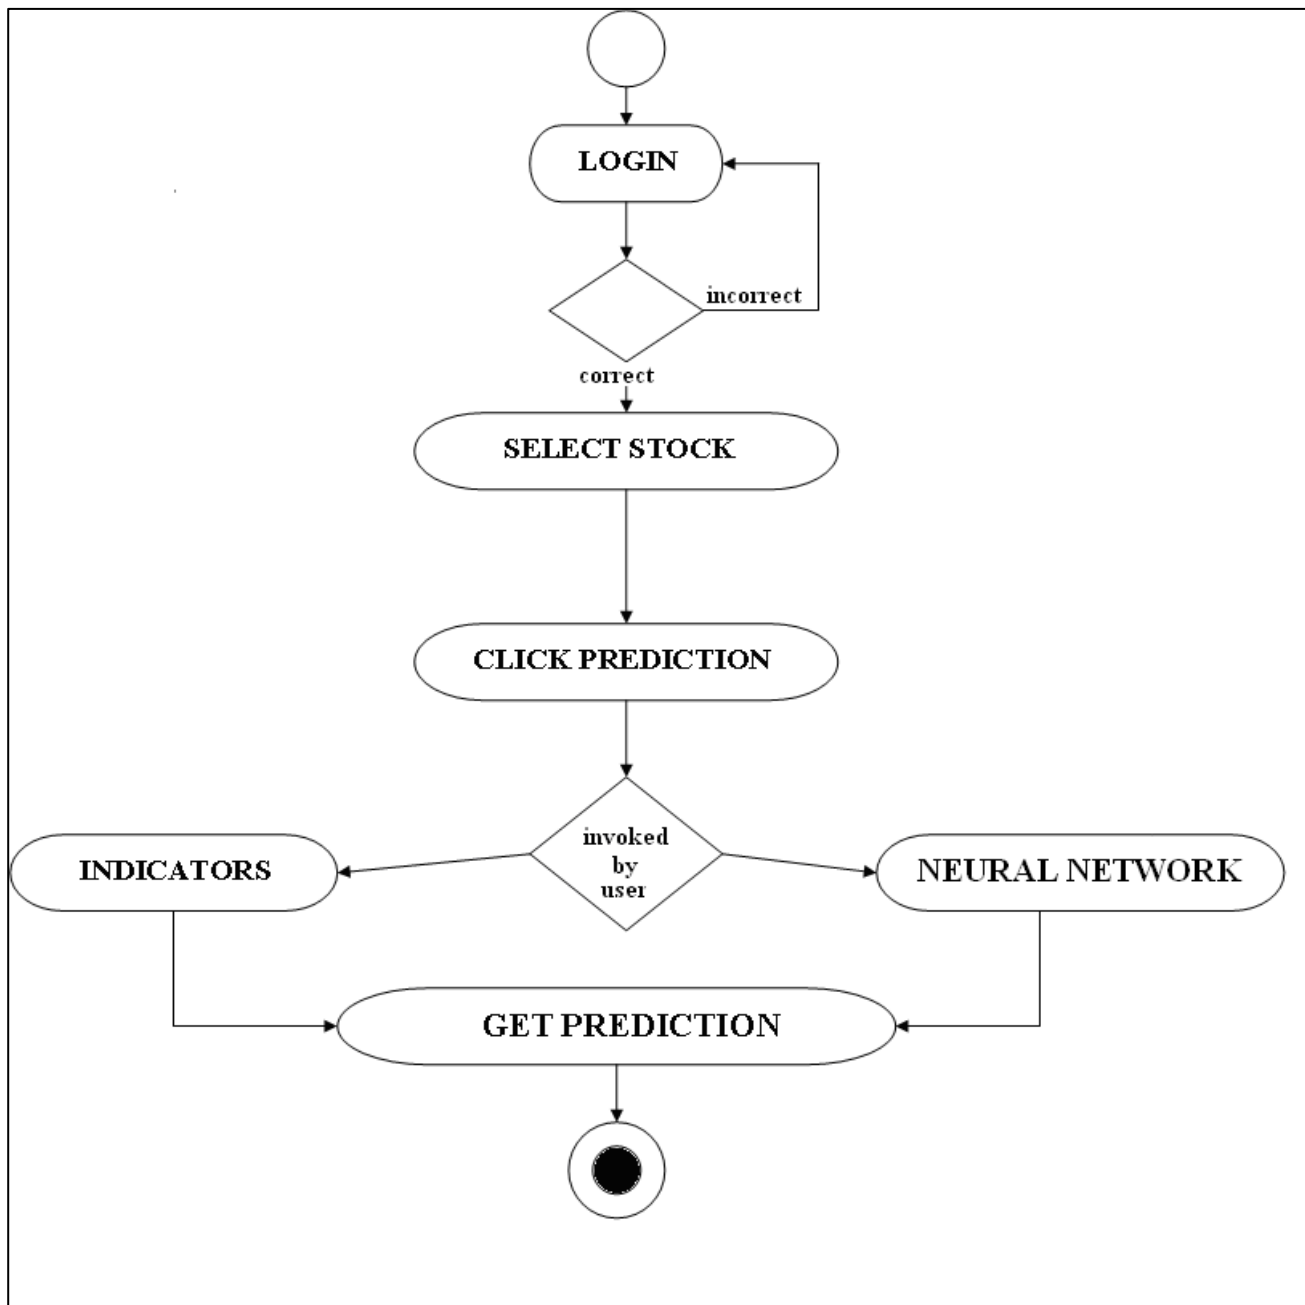 LOGIN
incorrect
correct
SELECT STOCK
CLICK PREDICTION
invoked
by
user
INDICATORS
NEURAL NETWORK
GET PREDICTION